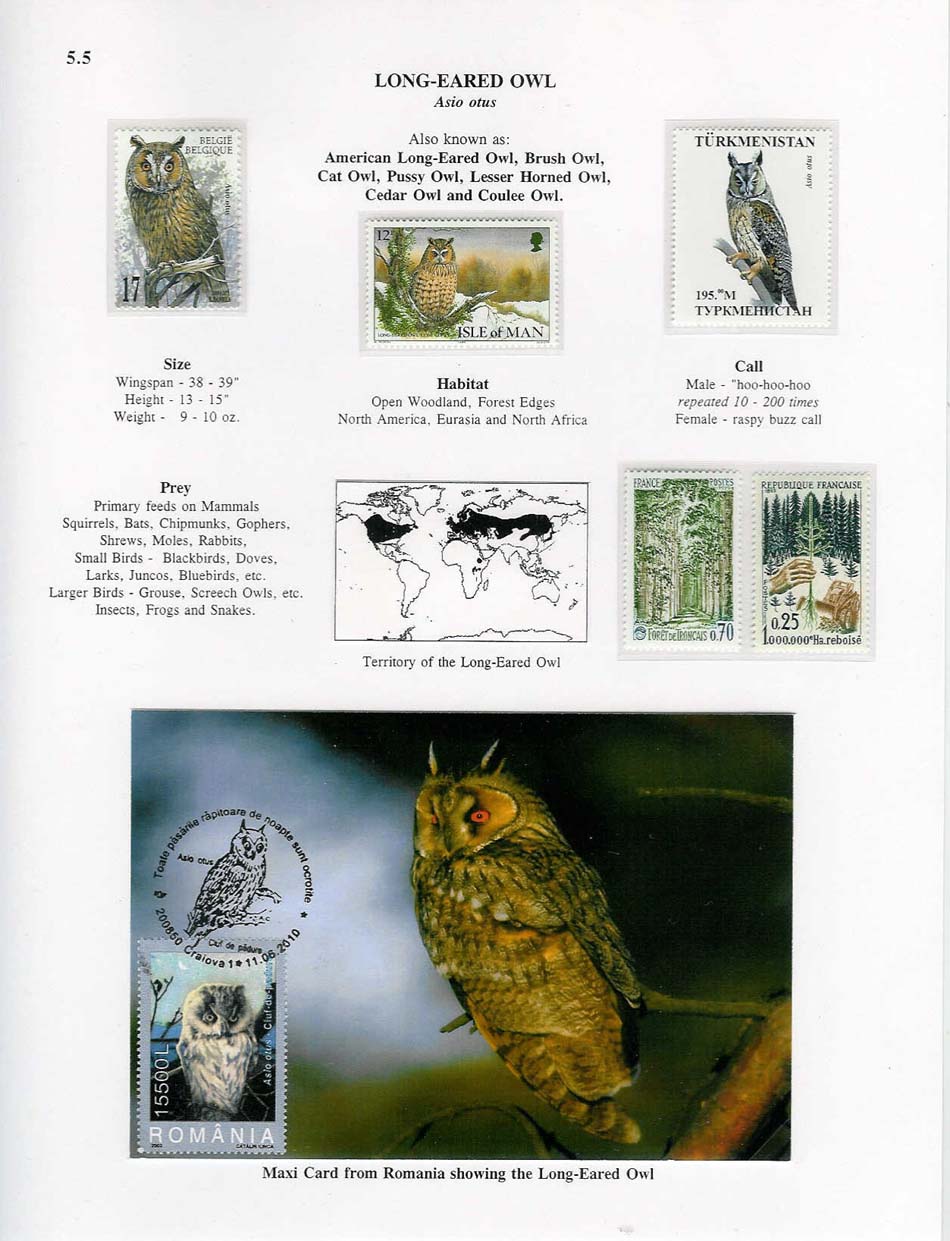 5.5
LONG-EARED OWL
Asio otus
Also known as:
American Long-Eared Owl, Brush Owl,
Cat Owl, Pussy Owl, Lesser Horned Owl,
Cedar Owl and Coulee Owl.
BELGIË
BELGIQUE
Asio otus
17
12
ISLE of MAN
TÜRKMENISTAN
asio otus
195.00M
ТУРКМЕНИСТАН
Size
Wingspan - 38 - 39"
Height - 13 - 15"
Weight - 9 - 10 oz.
Habitat
Open Woodland, Forest Edges
North America, Eurasia and North Africa
Call
Male - "hoo-hoo-hoo
repeated 10 - 200 times
Female - raspy buzz call
Prey
Primary feeds on Mammals
Squirrels, Bats, Chipmunks, Gophers,
Shrews, Moles, Rabbits,
Small Birds - Blackbirds, Doves,
Larks, Juncos, Bluebirds, etc.
Larger Birds - Grouse, Screech Owls, etc.
Insects, Frogs and Snakes.
Territory of the Long-Eared Owl
FRANCE POSTES
FORÊT DE TRONÇAIS 0.70
REPUBLIQUE FRANÇAISE
POSTES
0.25
1.000.000e Ha. reboisé
Toate păsările răpitoare de noapte sunt ocrotite
Asio otus
Ciuf de pădure
200850 Craiova 1 * 11.06.2010 *
Asio otus - Ciuf-de-pădure
15500L
ROMÂNIA
2003
Maxi Card from Romania showing the Long-Eared Owl